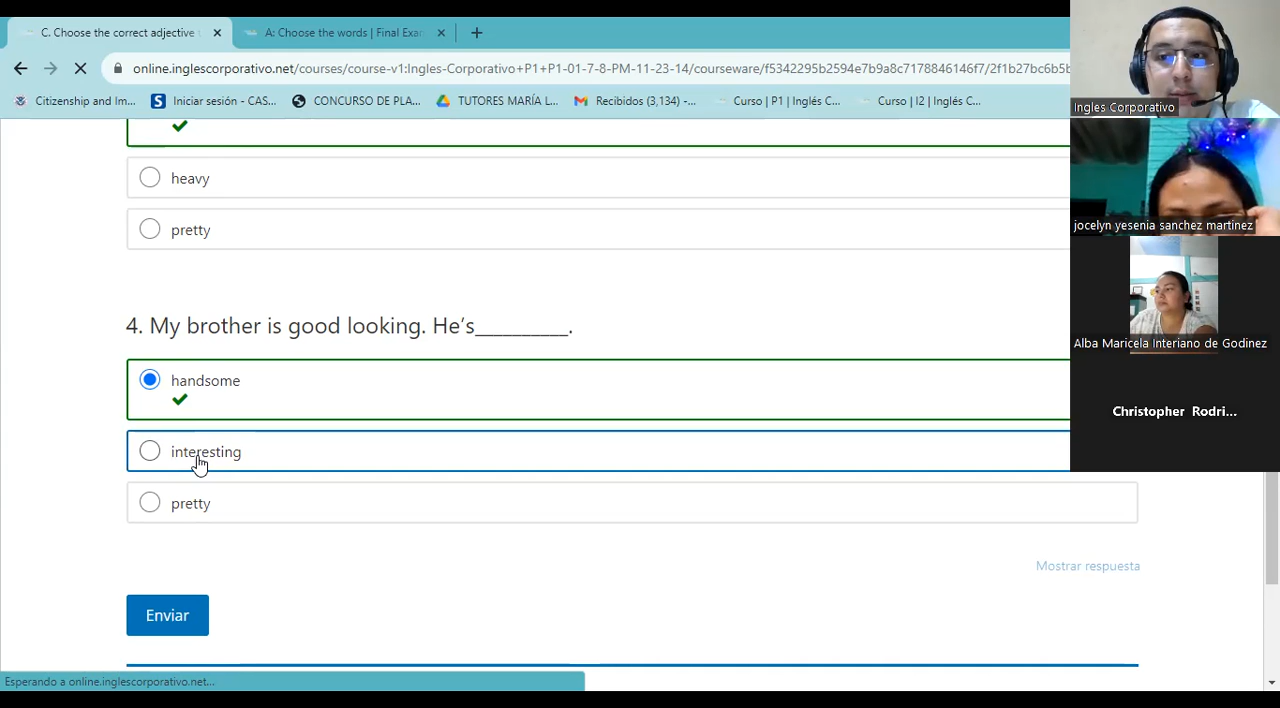 C. Choose the correct adjective t
A: Choose the words | Final Exam
online.inglescorporativo.net/courses/course-v1:Ingles-Corporativo+P1+P1-01-7-8-PM-11-23-14/courseware/f5342295b2594e7b9a8c7178846146f7/2f1b27bc6b5b
Citizenship and Im...
Iniciar sesión - CAS...
CONCURSO DE PLA...
TUTORES MARÍA L...
Recibidos (3,134) -...
Curso | P1 | Inglés C...
Curso | I2 | Inglés C...
Ingles Corporativo
heavy
pretty
jocelyn yesenia sanchez martinez
4. My brother is good looking. He’s__________.
Alba Maricela Interiano de Godinez
handsome
Christopher Rodri...
interesting
pretty
Mostrar respuesta
Enviar
Esperando a online.inglescorporativo.net...